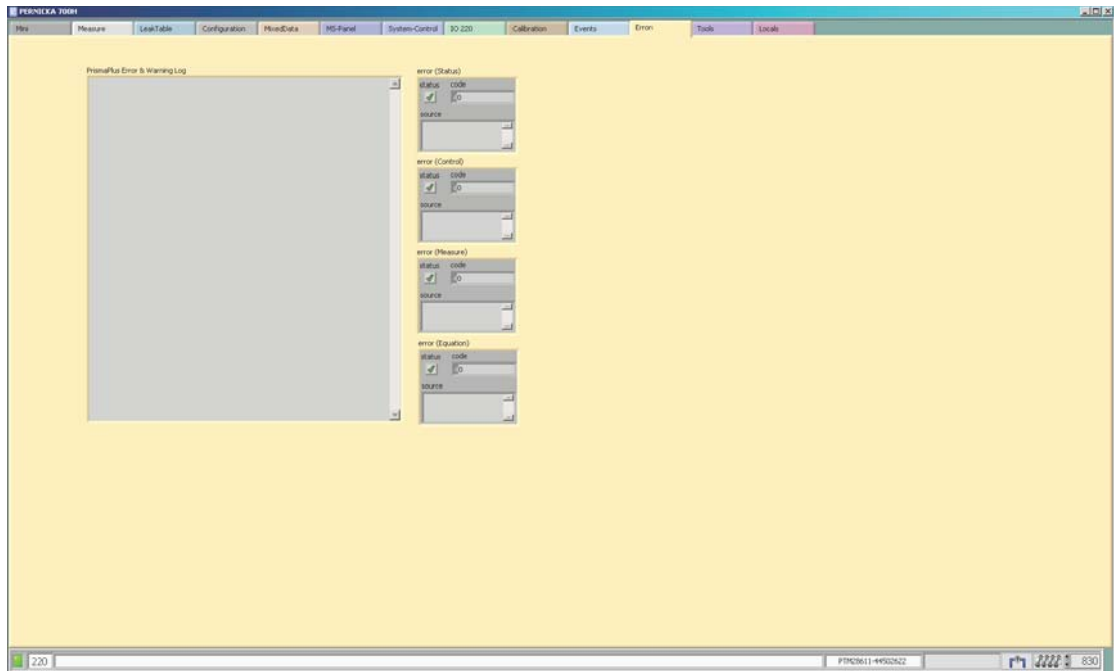 PERNICKA 700H
Mini Measure LeakTable Configuration MixedData MS-Panel System-Control IO 220 Calibration Events Errors Tools Locals
PrismaPlus Error & Warning Log
error (Status)
status code
0
source
error (Control)
status code
0
source
error (Measure)
status code
0
source
error (Equation)
status code
0
source
220 PTM28611-44502622 830